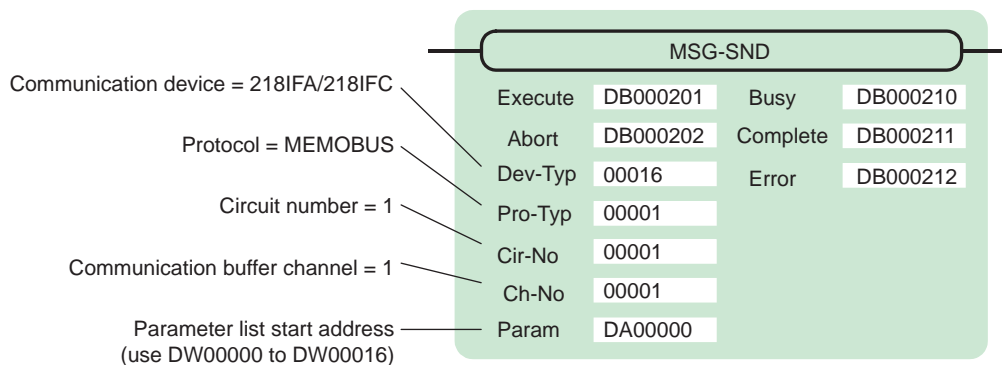 MSG-SND
Communication device = 218IFA/218IFC
Execute DB000201 Busy DB000210
Protocol = MEMOBUS
Abort DB000202 Complete DB000211
Dev-Typ 00016 Error DB000212
Circuit number = 1
Pro-Typ 00001
Cir-No 00001
Communication buffer channel = 1
Ch-No 00001
Parameter list start address
(use DW00000 to DW00016)
Param DA00000